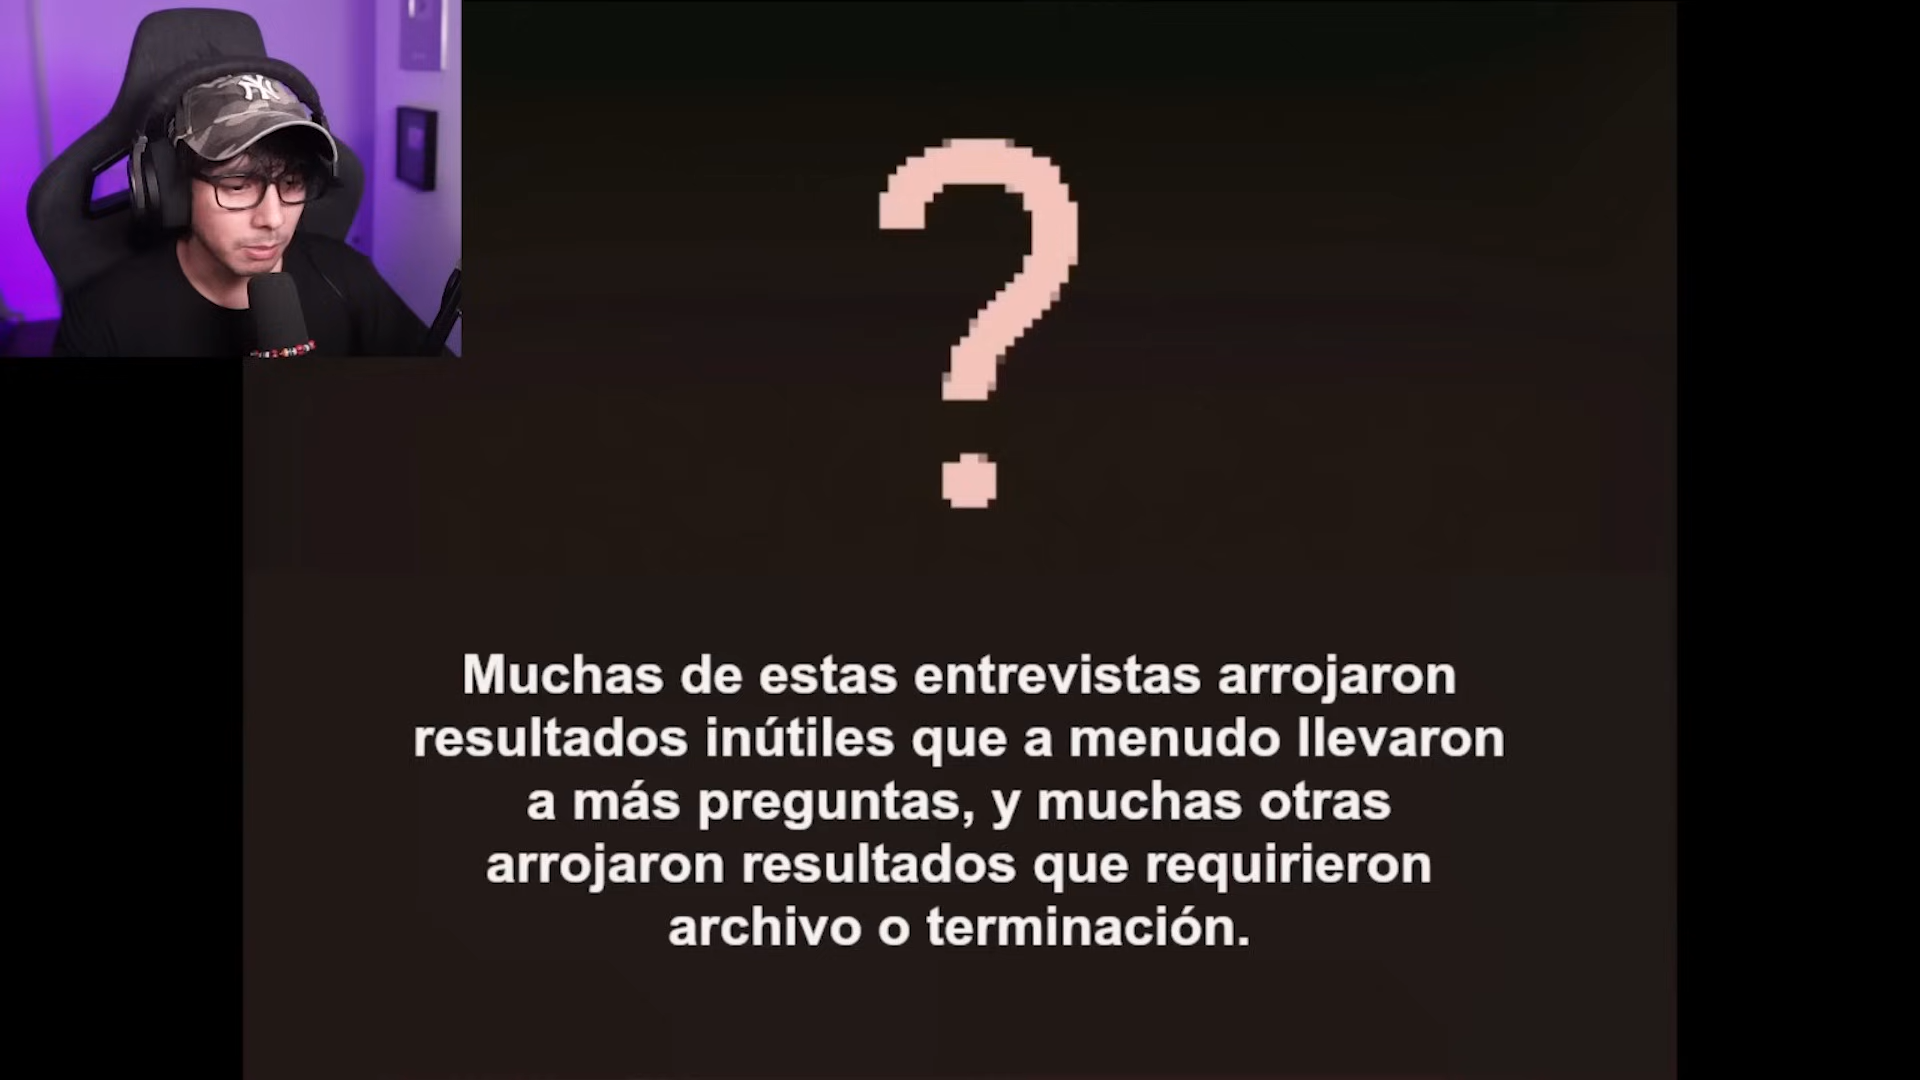 NY
?
Muchas de estas entrevistas arrojaron
resultados inútiles que a menudo llevaron
a más preguntas, y muchas otras
arrojaron resultados que requirieron
archivo o terminación.